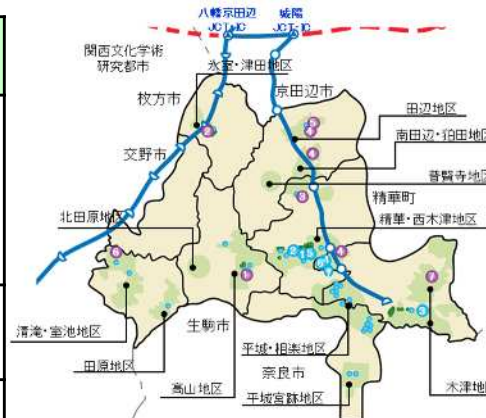 八幡京田辺
JCT・IC
城陽
JCT・IC
関西文化学術
研究都市
氷室・津田地区
枚方市
京田辺市
田辺地区
南田辺・狛田地区
交野市
普賢寺地区
精華町
北田原地区
精華・西木津地区
清滝・室池地区
生駒市
平城・相楽地区
田原地区
奈良市
高山地区
木津地区
平城宮跡地区